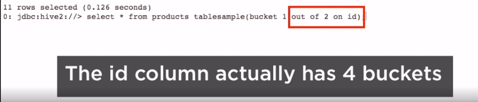 11 rows selected (0.126 seconds)
0: jdbc:hive2://> select * from products tablesample(bucket 1 out of 2 on id)
The id column actually has 4 buckets